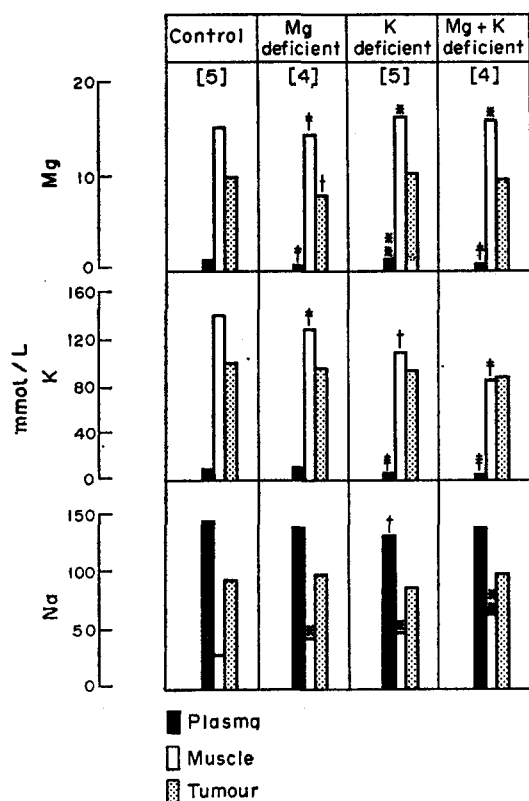 Control
Mg deficient
K deficient
Mg + K deficient
[5]
[4]
[5]
[4]
20
10
0
Mg
160
120
80
40
0
K
mmol / L
150
100
50
0
Na
Plasma
Muscle
Tumour